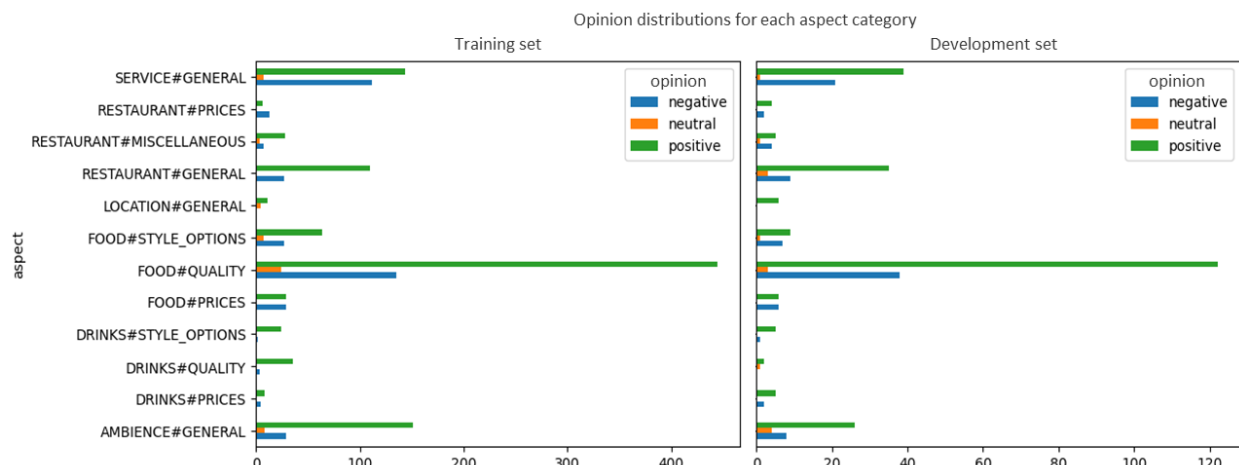 Opinion distributions for each aspect category
Training set
Development set
SERVICE#GENERAL
RESTAURANT#PRICES
RESTAURANT#MISCELLANEOUS
RESTAURANT#GENERAL
LOCATION#GENERAL
FOOD#STYLE_OPTIONS
FOOD#QUALITY
FOOD#PRICES
DRINKS#STYLE_OPTIONS
DRINKS#QUALITY
DRINKS#PRICES
AMBIENCE#GENERAL
aspect
opinion
negative
neutral
positive
opinion
negative
neutral
positive
0 100 200 300 400
0 20 40 60 80 100 120